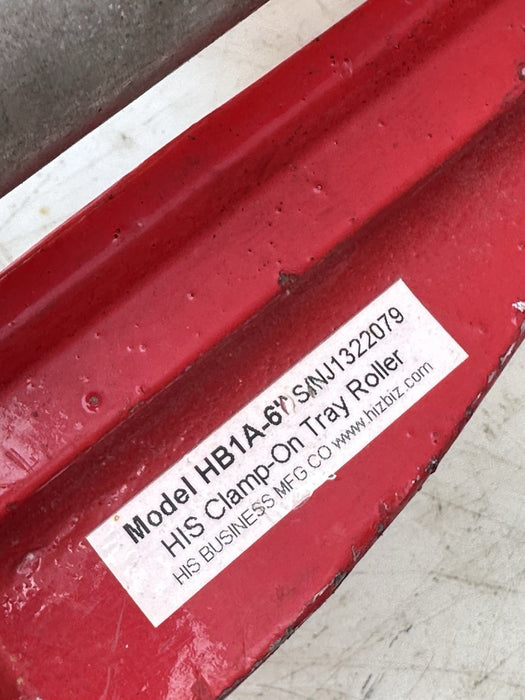 Model HB1A-6" S/NJ1322079
HIS Clamp-On Tray Roller
HIS BUSINESS MFG CO www.hizbiz.com